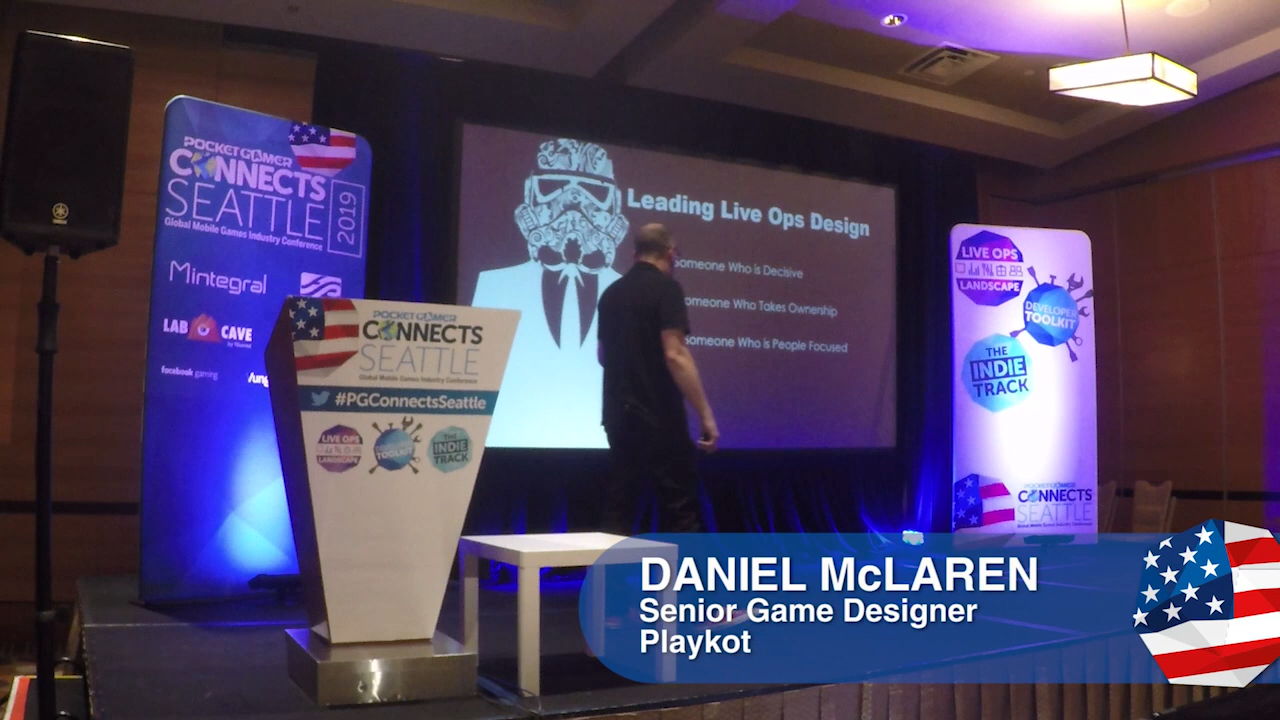 POCKET GAMER
CONNECTS
SEATTLE
2019
Global Mobile Games Industry Conference
Mintegral
LAB CAVE
facebook gaming
POCKET GAMER
CONNECTS
SEATTLE
Global Mobile Games Industry Conference
#PGConnectsSeattle
LIVE OPS
LANDSCAPE
DEVELOPER
TOOLKIT
THE
INDIE
TRACK
Leading Live Ops Design
Someone Who is Decisive
Someone Who Takes Ownership
Someone Who is People Focused
LIVE OPS
LANDSCAPE
DEVELOPER
TOOLKIT
THE
INDIE
TRACK
POCKET GAMER
CONNECTS
SEATTLE
DANIEL McLAREN
Senior Game Designer
Playkot